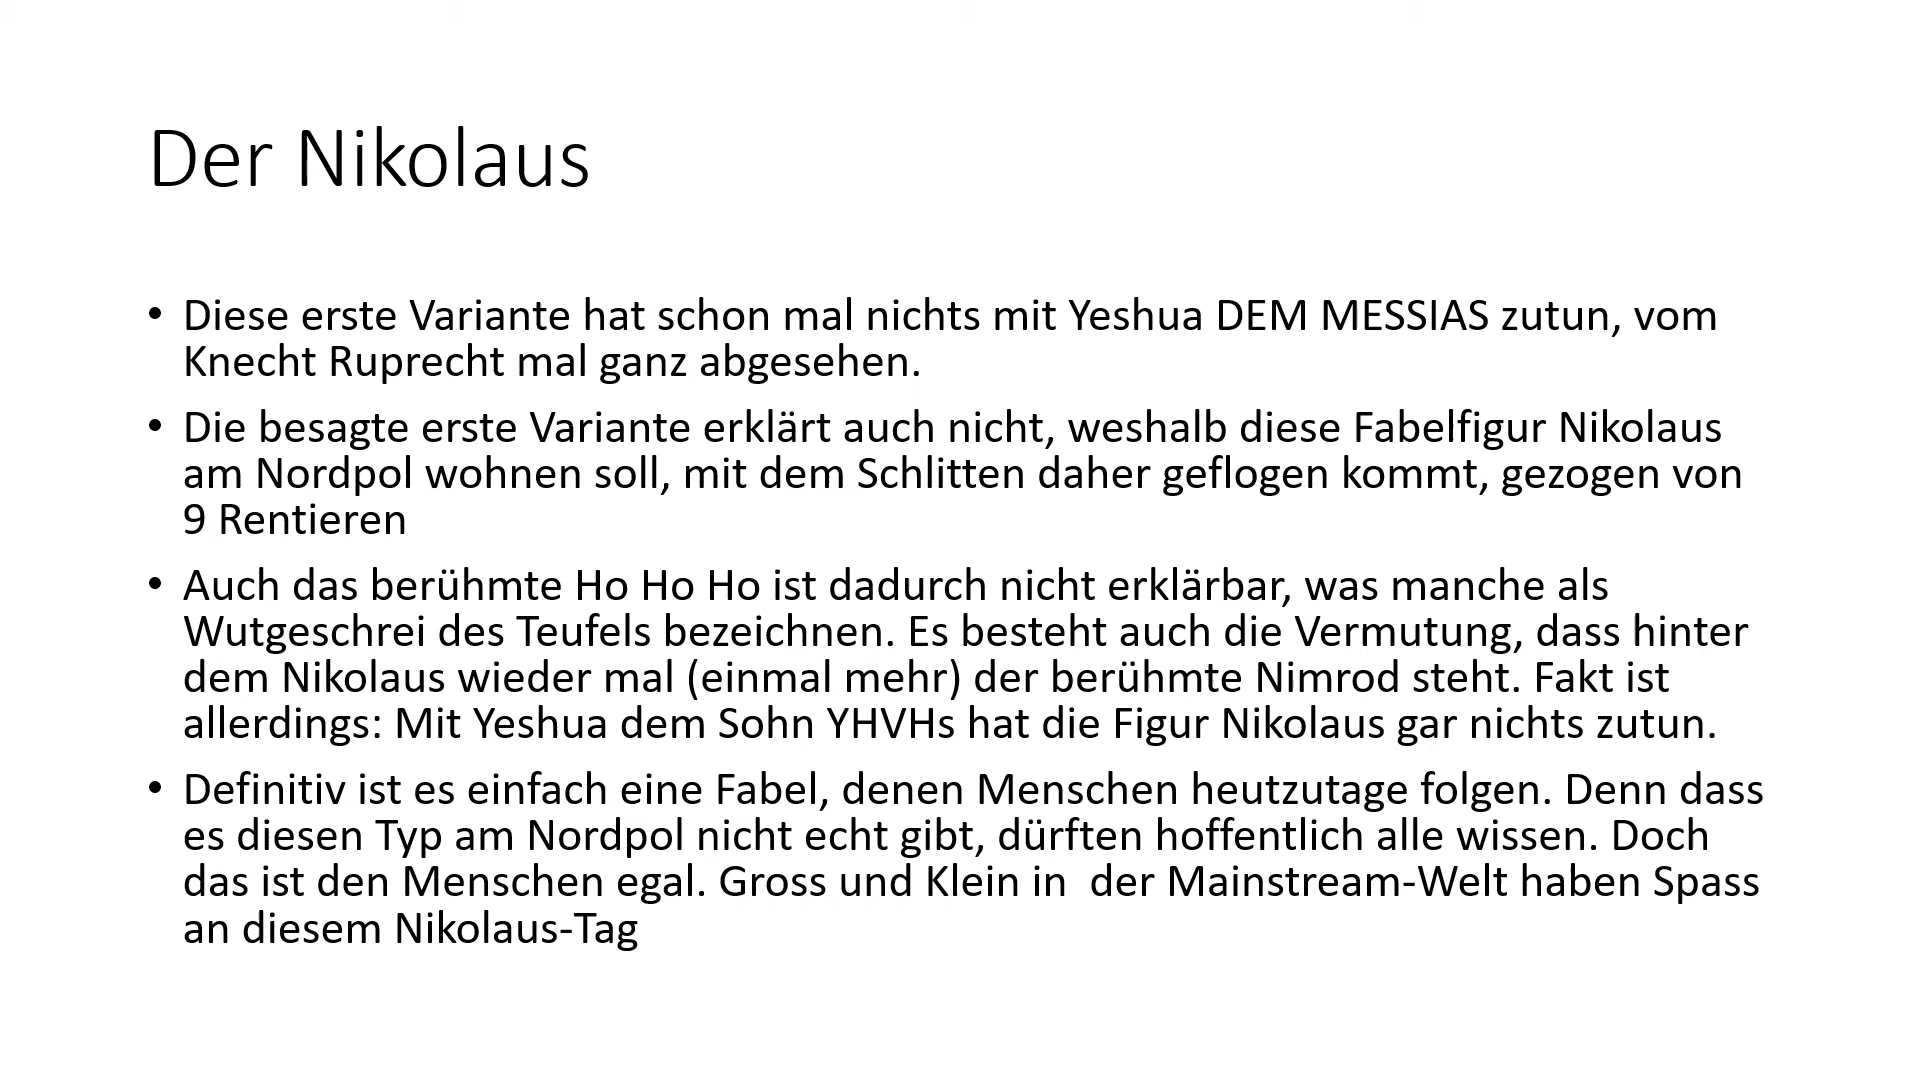 Der Nikolaus
• Diese erste Variante hat schon mal nichts mit Yeshua DEM MESSIAS zutun, vom
Knecht Ruprecht mal ganz abgesehen.
• Die besagte erste Variante erklärt auch nicht, weshalb diese Fabelfigur Nikolaus
am Nordpol wohnen soll, mit dem Schlitten daher geflogen kommt, gezogen von
9 Rentieren
• Auch das berühmte Ho Ho Ho ist dadurch nicht erklärbar, was manche als
Wutgeschrei des Teufels bezeichnen. Es besteht auch die Vermutung, dass hinter
dem Nikolaus wieder mal (einmal mehr) der berühmte Nimrod steht. Fakt ist
allerdings: Mit Yeshua dem Sohn YHVHs hat die Figur Nikolaus gar nichts zutun.
• Definitiv ist es einfach eine Fabel, denen Menschen heutzutage folgen. Denn dass
es diesen Typ am Nordpol nicht echt gibt, dürften hoffentlich alle wissen. Doch
das ist den Menschen egal. Gross und Klein in  der Mainstream-Welt haben Spass
an diesem Nikolaus-Tag